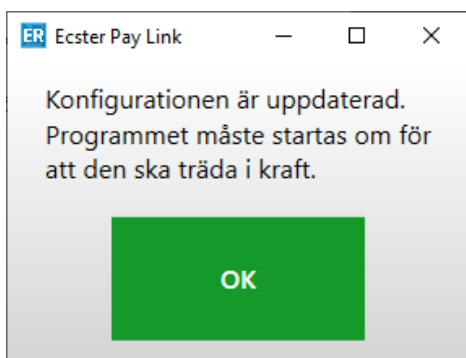 ER Ecster Pay Link
Konfigurationen är uppdaterad.
Programmet måste startas om för
att den ska träda i kraft.
OK